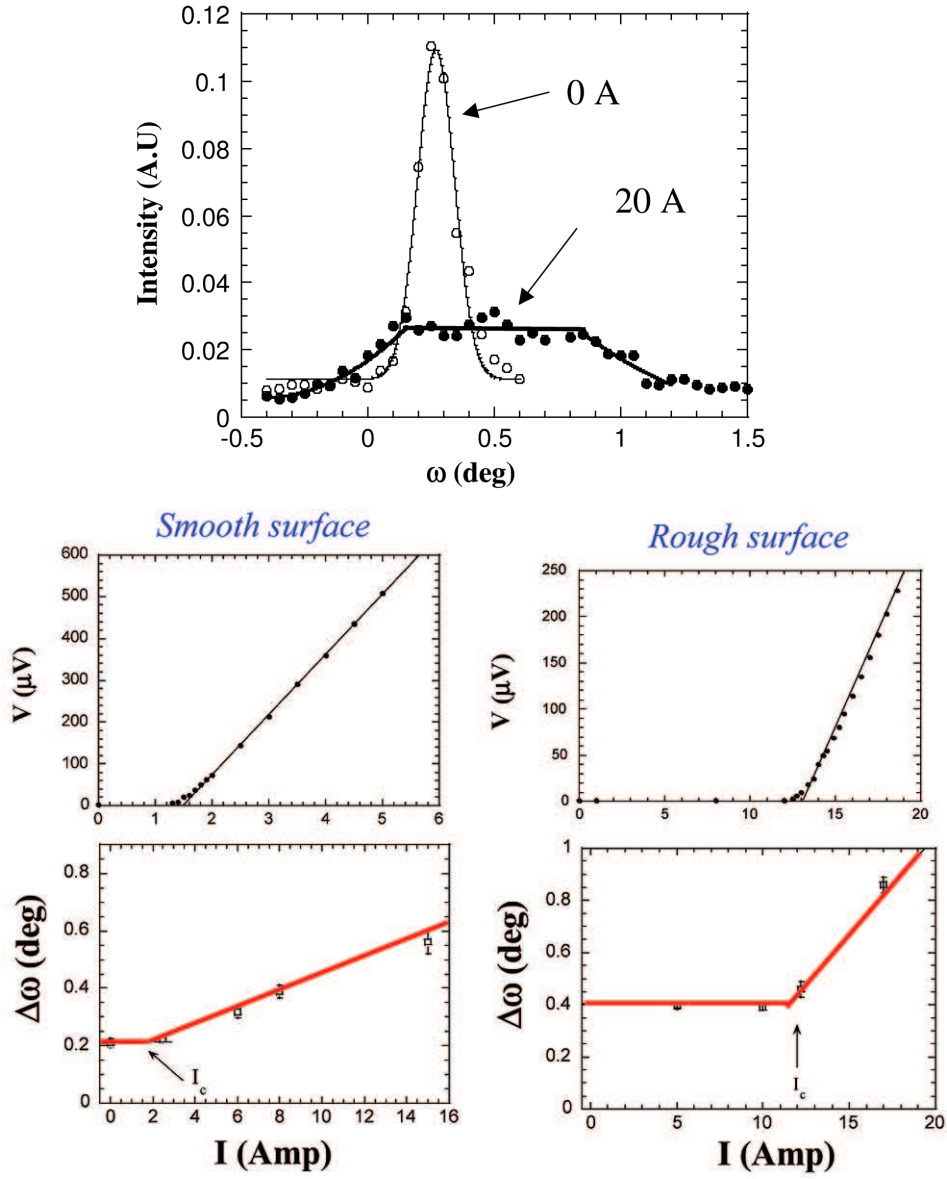 0.12
0.1
0.08
0.06
0.04
0.02
0
Intensity (A.U)
0 A
20 A
-0.5 0 0.5 1 1.5
ω (deg)
Smooth surface
600
500
400
300
200
100
0
V (μV)
0 1 2 3 4 5 6
Rough surface
250
200
150
100
50
0
V (μV)
0 5 10 15 20
0.8
0.6
0.4
0.2
0
Δω (deg)
I c
0 2 4 6 8 10 12 14 16
I (Amp)
1
0.8
0.6
0.4
0.2
0
Δω (deg)
I c
0 5 10 15 20
I (Amp)